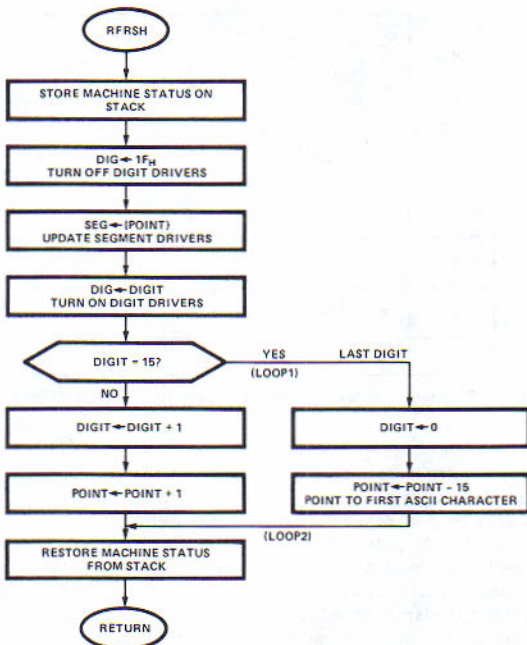 RFRSH
STORE MACHINE STATUS ON
STACK
DIG←1F_H
TURN OFF DIGIT DRIVERS
SEG←(POINT)
UPDATE SEGMENT DRIVERS
DIG←DIGIT
TURN ON DIGIT DRIVERS
DIGIT = 15?
YES
LAST DIGIT
(LOOP1)
NO
DIGIT←DIGIT + 1
DIGIT←0
POINT←POINT + 1
POINT←POINT - 15
POINT TO FIRST ASCII CHARACTER
(LOOP2)
RESTORE MACHINE STATUS
FROM STACK
RETURN